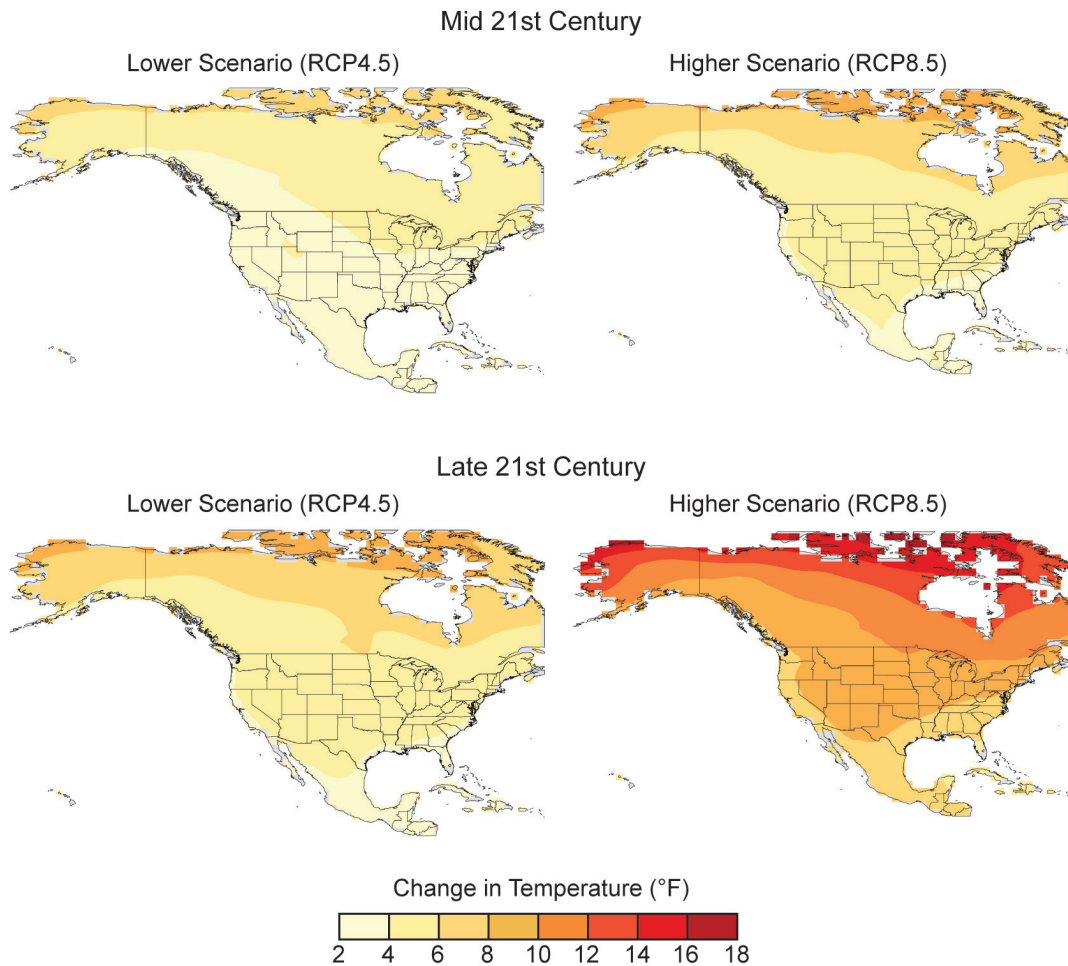 Mid 21st Century
Lower Scenario (RCP4.5)
Higher Scenario (RCP8.5)
Late 21st Century
Lower Scenario (RCP4.5)
Higher Scenario (RCP8.5)
Change in Temperature (°F)
2 4 6 8 10 12 14 16 18